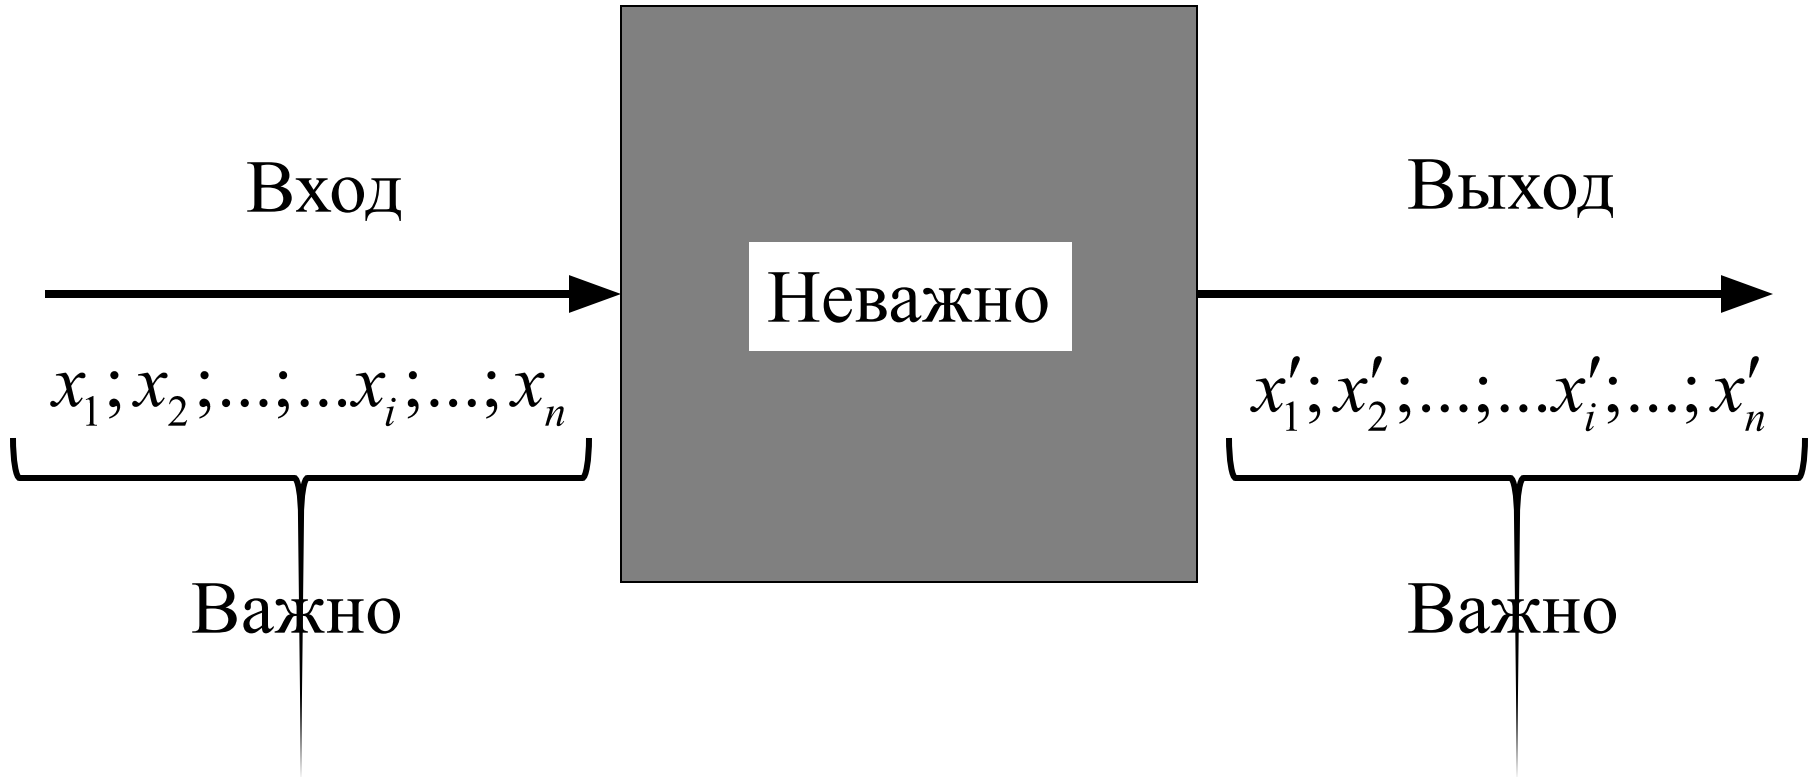 Вход
Выход
Неважно
x₁; x₂;...;...xᵢ;...; xₙ
x′₁; x′₂;...;...x′ᵢ;...; x′ₙ
Важно
Важно